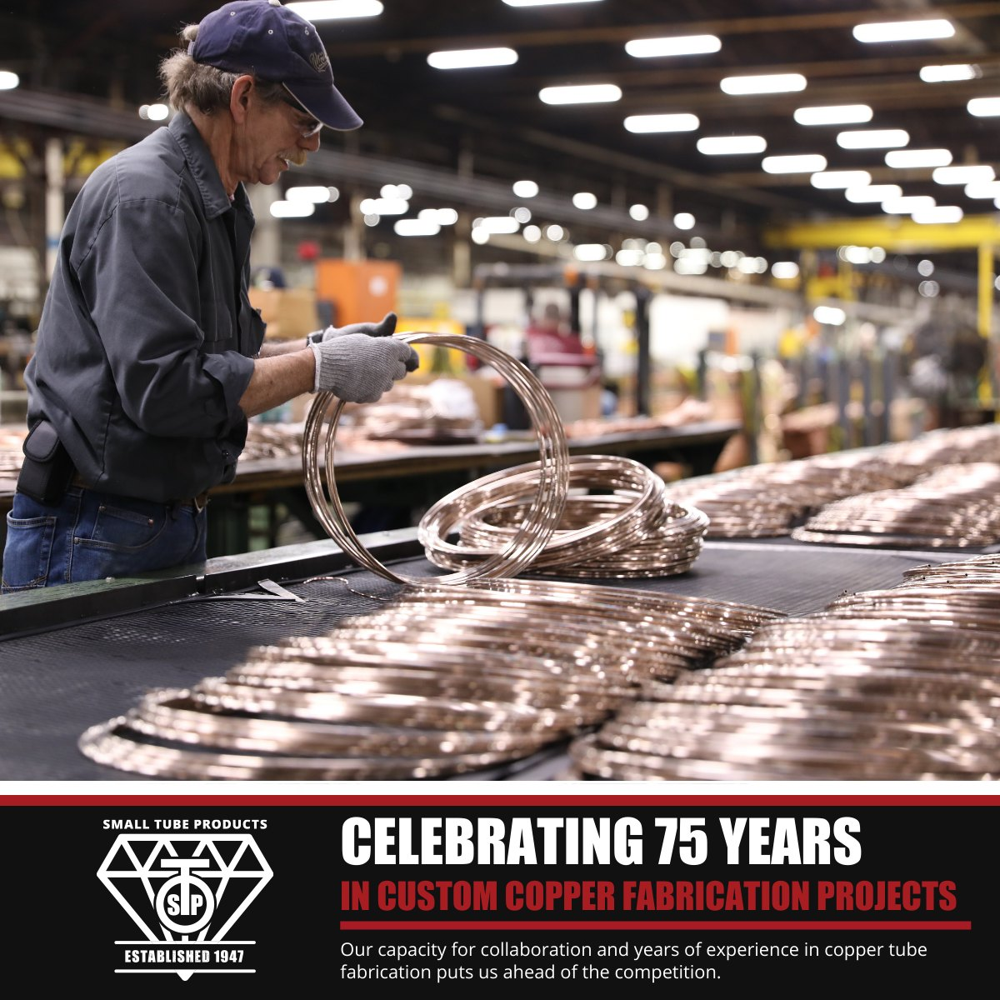 SMALL TUBE PRODUCTS
STP
ESTABLISHED 1947
CELEBRATING 75 YEARS
IN CUSTOM COPPER FABRICATION PROJECTS
Our capacity for collaboration and years of experience in copper tube
fabrication puts us ahead of the competition.